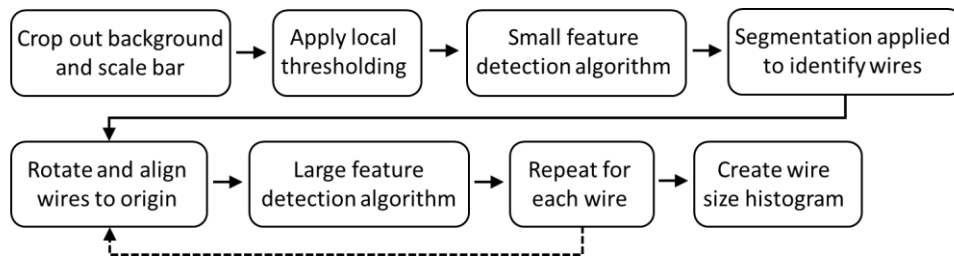 Crop out background
and scale bar
Apply local
thresholding
Small feature
detection algorithm
Segmentation applied
to identify wires
Rotate and align
wires to origin
Large feature
detection algorithm
Repeat for
each wire
Create wire
size histogram